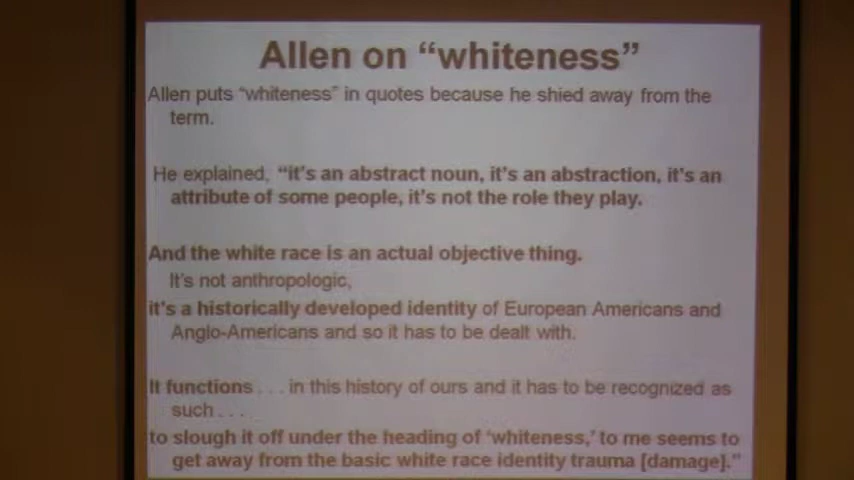 Allen on “whiteness”
Allen puts “whiteness” in quotes because he shied away from the
term.
He explained, “it’s an abstract noun, it’s an abstraction, it’s an
attribute of some people, it’s not the role they play.
And the white race is an actual objective thing.
It’s not anthropologic,
it’s a historically developed identity of European Americans and
Anglo-Americans and so it has to be dealt with.
It functions . . . in this history of ours and it has to be recognized as
such . . .
to slough it off under the heading of ‘whiteness,’ to me seems to
get away from the basic white race identity trauma [damage].”